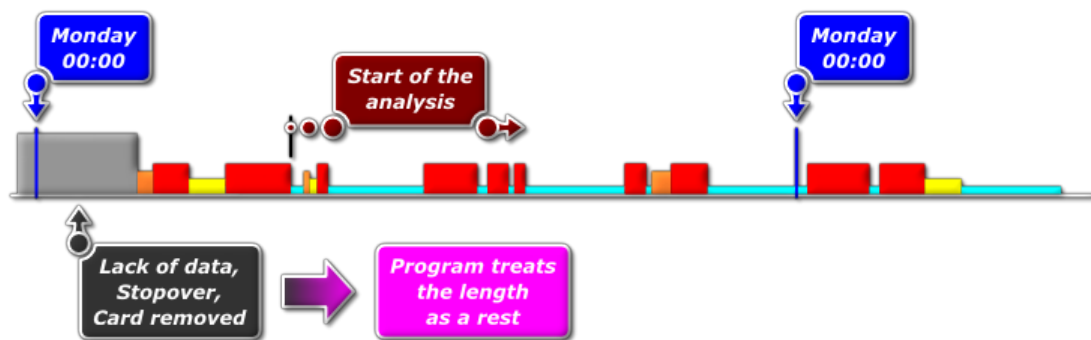 Monday
00:00
Start of the
analysis
Monday
00:00
Lack of data,
Stopover,
Card removed
Program treats
the length
as a rest